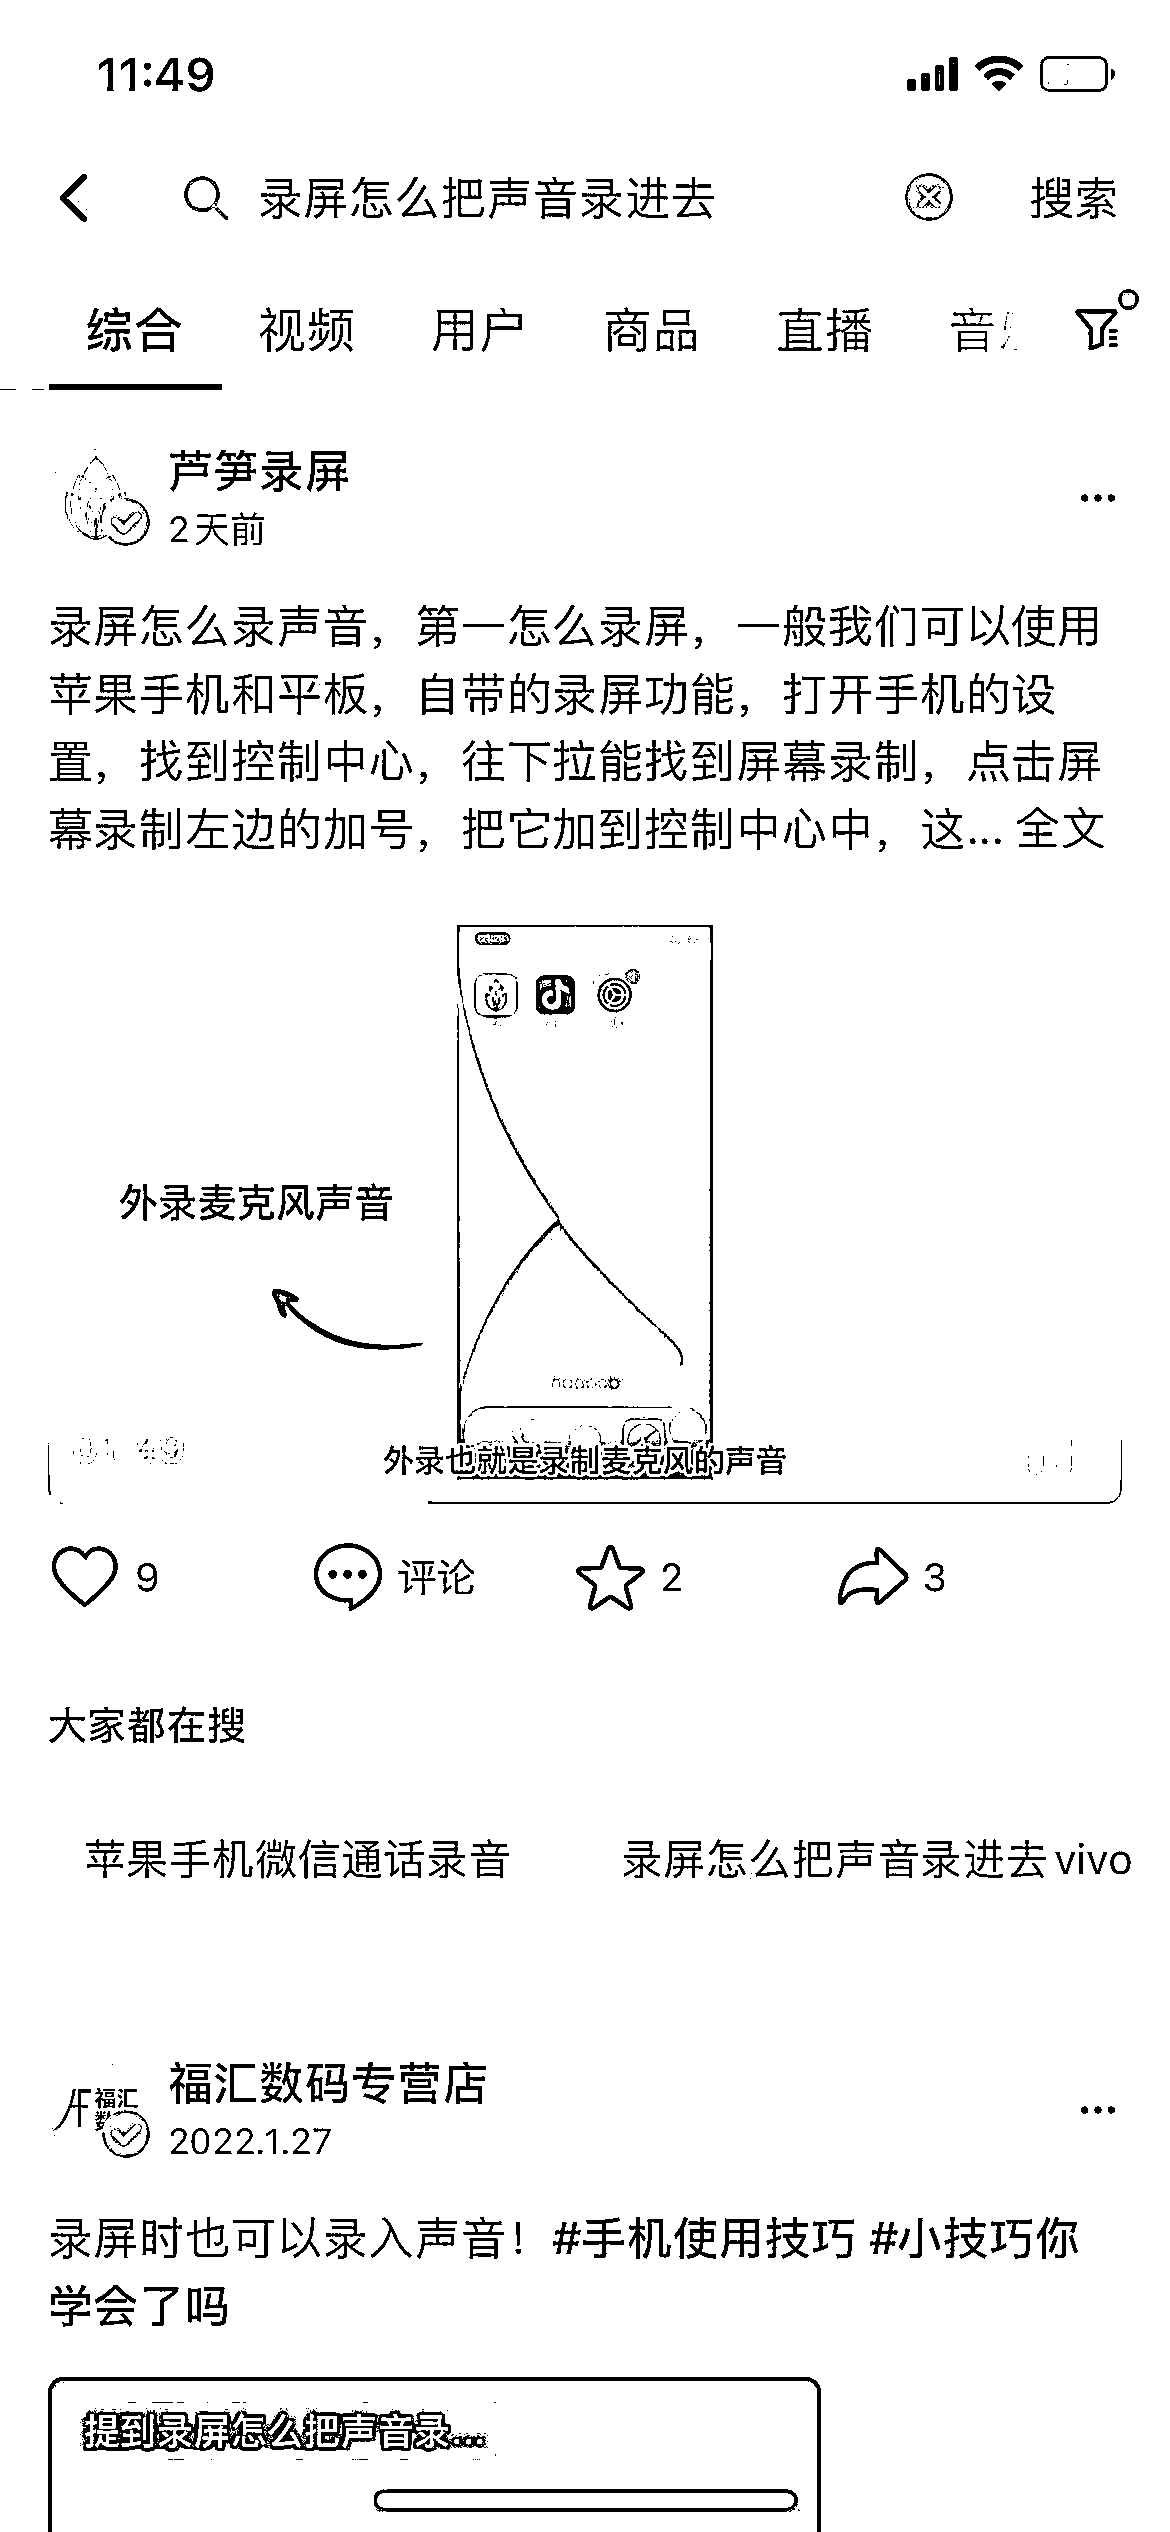 11:49
录屏怎么把声音录进去
搜索
综合 视频 用户 商品 直播 音
芦笋录屏
2天前
录屏怎么录声音，第一怎么录屏，一般我们可以使用
苹果手机和平板，自带的录屏功能，打开手机的设
置，找到控制中心，往下拉能找到屏幕录制，点击屏
幕录制左边的加号，把它加到控制中心中，这... 全文
外录麦克风声音
外录也就是录制麦克风的声音
9 评论 2 3
大家都在搜
苹果手机微信通话录音
录屏怎么把声音录进去vivo
福汇
福汇数码专营店
2022.1.27
录屏时也可以录入声音！#手机使用技巧 #小技巧你
学会了吗
提到录屏怎么把声音录...